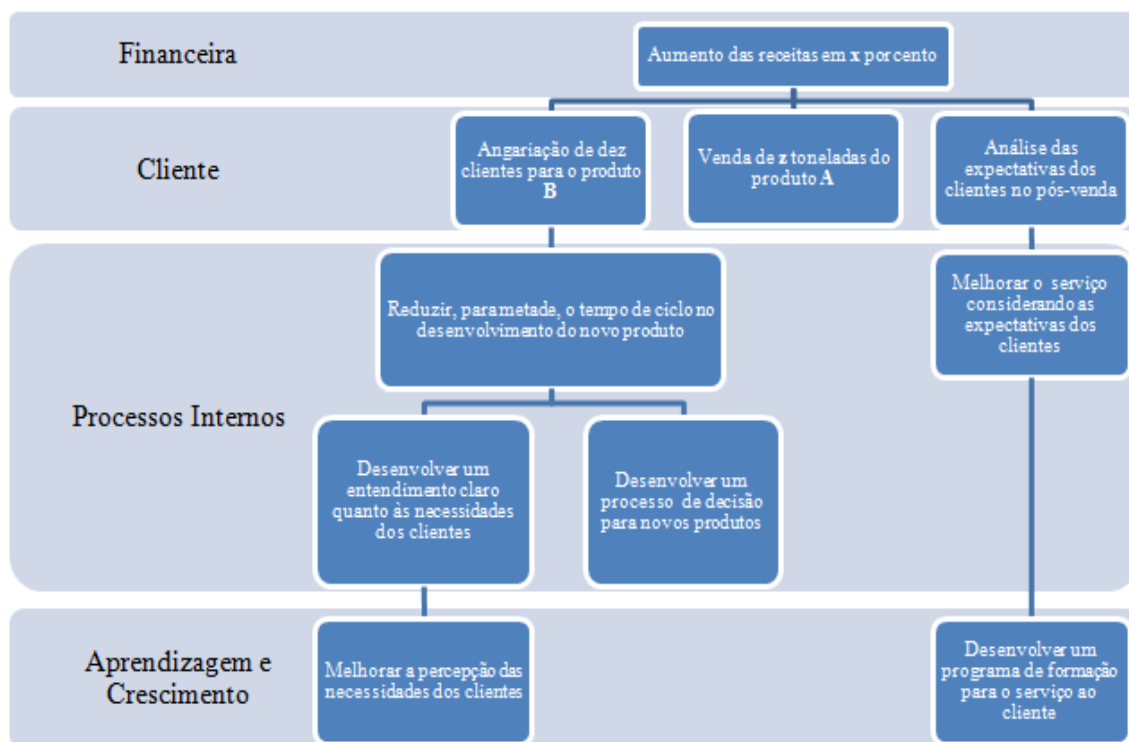 Financeira
Aumento das receitas em x porcento
Cliente
Angariação de dez
clientes para o produto
B
Venda de z toneladas do
produto A
Análise das
expectativas dos
clientes no pós-venda
Processos Internos
Reduzir, para metade, o tempo de ciclo no
desenvolvimento do novo produto
Melhorar o serviço
considerando as
expectativas dos
clientes
Desenvolver um
entendimento claro
quanto às necessidades
dos clientes
Desenvolver um
processo de decisão
para novos produtos
Aprendizagem e
Crescimento
Melhorar a percepção das
necessidades dos clientes
Desenvolver um
programa de formação
para o serviço ao
cliente